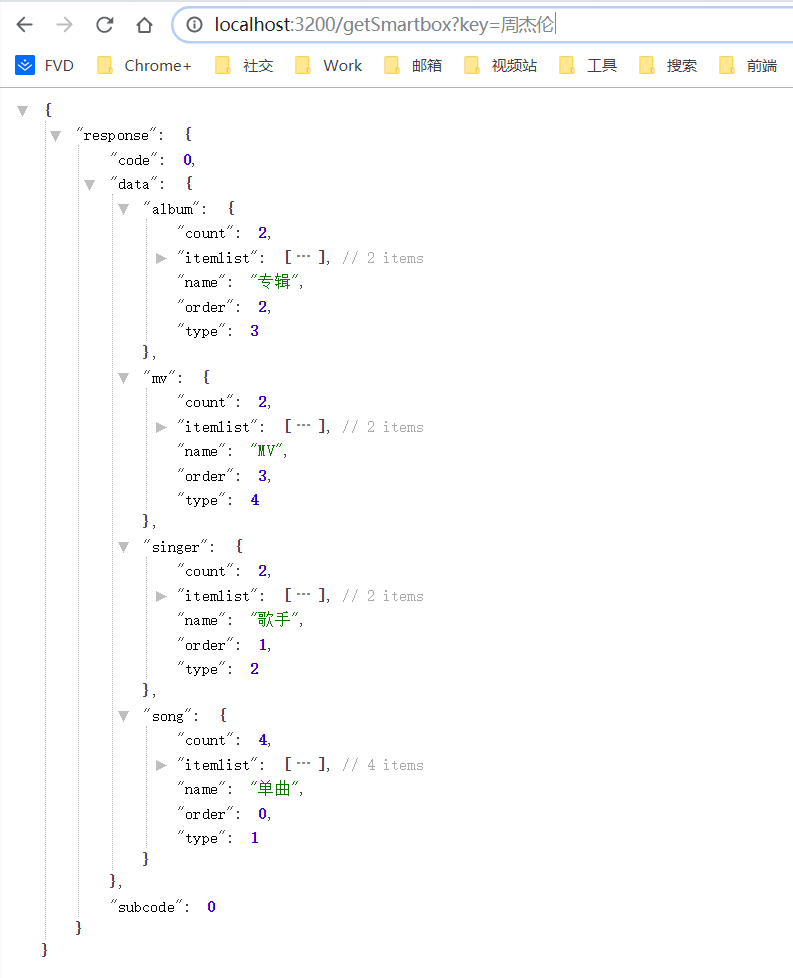 localhost:3200/getSmartbox?key=周杰伦
FVD Chrome+ 社交 Work 邮箱 视频站 工具 搜索 前端
{
"response": {
"code": 0,
"data": {
"album": {
"count": 2,
"itemlist": [ ··· ], // 2 items
"name": "专辑",
"order": 2,
"type": 3
},
"mv": {
"count": 2,
"itemlist": [ ··· ], // 2 items
"name": "MV",
"order": 3,
"type": 4
},
"singer": {
"count": 2,
"itemlist": [ ··· ], // 2 items
"name": "歌手",
"order": 1,
"type": 2
},
"song": {
"count": 4,
"itemlist": [ ··· ], // 4 items
"name": "单曲",
"order": 0,
"type": 1
}
},
"subcode": 0
}
}